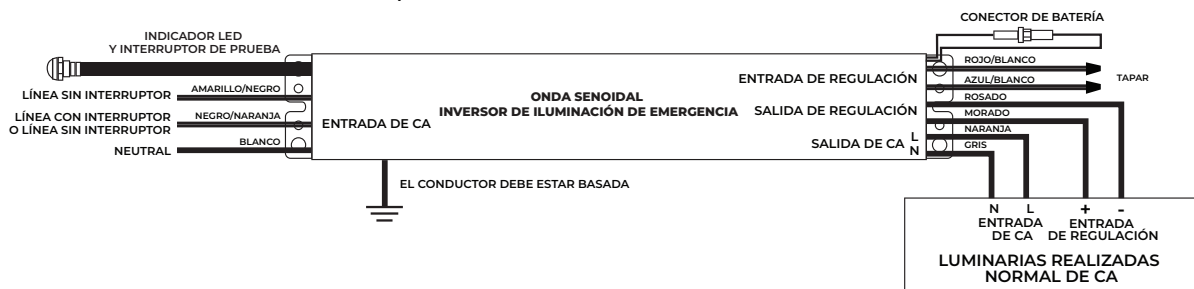 CONECTOR DE BATERÍA
INDICADOR LED
Y INTERRUPTOR DE PRUEBA
LÍNEA SIN INTERRUPTOR
AMARILLO/NEGRO
LÍNEA CON INTERRUPTOR
O LÍNEA SIN INTERRUPTOR
NEGRO/NARANJA
NEUTRAL
BLANCO
ENTRADA DE CA
ONDA SENOIDAL
INVERSOR DE ILUMINACIÓN DE EMERGENCIA
ENTRADA DE REGULACIÓN
SALIDA DE REGULACIÓN
SALIDA DE CA
L
N
ROJO/BLANCO
AZUL/BLANCO
TAPAR
ROSADO
MORADO
NARANJA
GRIS
EL CONDUCTOR DEBE ESTAR BASADA
N L + -
ENTRADA
DE CA
ENTRADA
DE REGULACIÓN
LUMINARIAS REALIZADAS
NORMAL DE CA